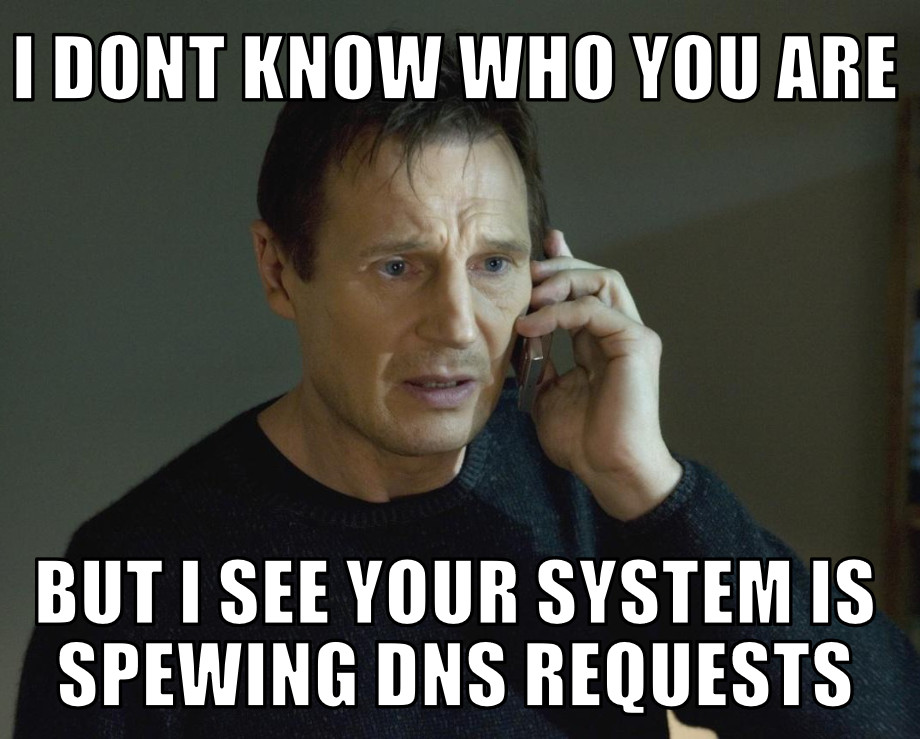 I DONT KNOW WHO YOU ARE
BUT I SEE YOUR SYSTEM IS
SPEWING DNS REQUESTS